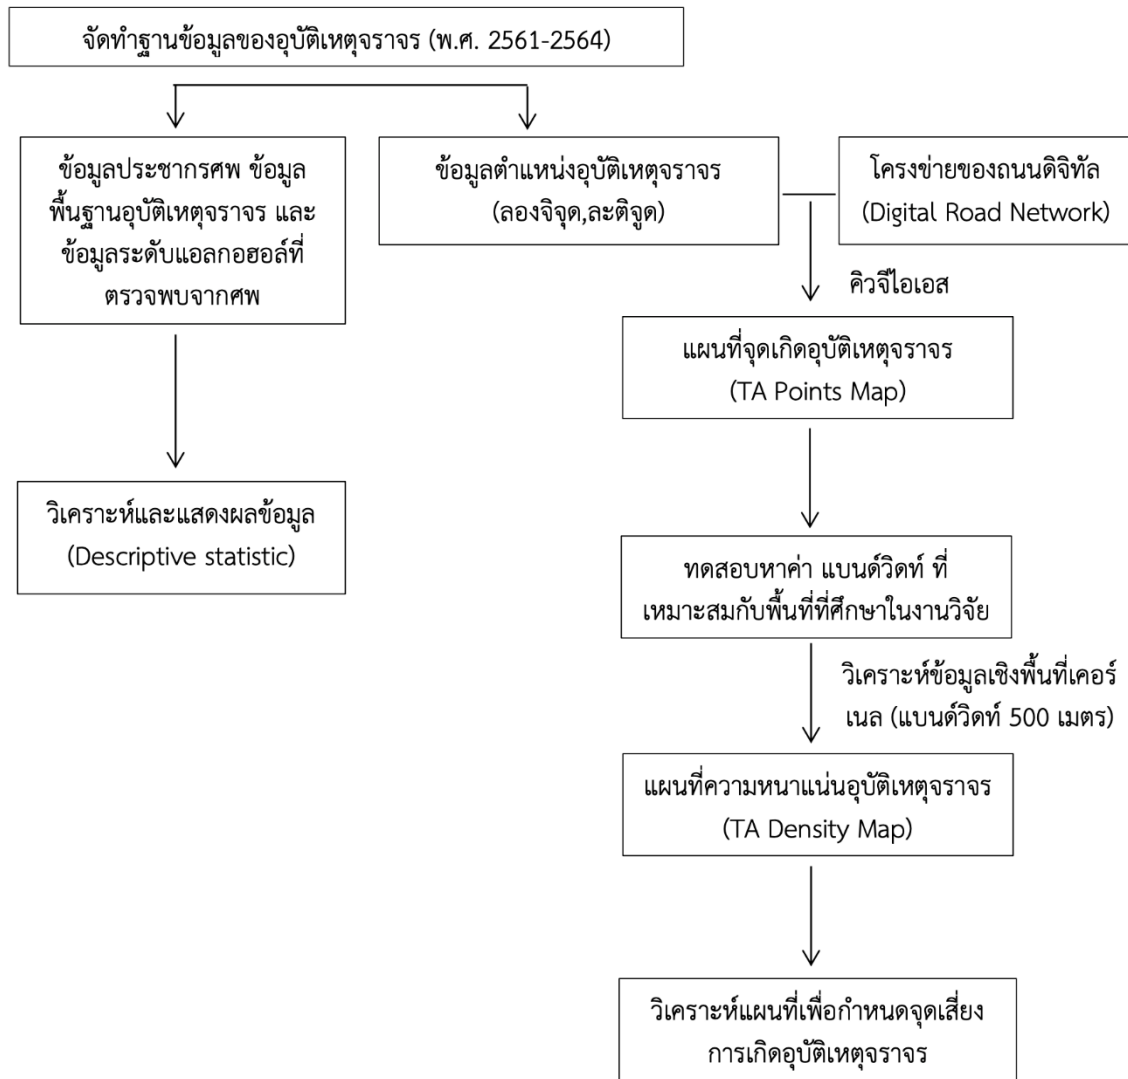 จัดทำฐานข้อมูลของอุบัติเหตุจราจร (พ.ศ. 2561-2564)
ข้อมูลประชากรศพ ข้อมูล
พื้นฐานอุบัติเหตุจราจร และ
ข้อมูลระดับแอลกอฮอล์ที่
ตรวจพบจากศพ
ข้อมูลตำแหน่งอุบัติเหตุจราจร
(ลองจิจุด,ละติจูด)
โครงข่ายของถนนดิจิทัล
(Digital Road Network)
คิวจีไอเอส
แผนที่จุดเกิดอุบัติเหตุจราจร
(TA Points Map)
วิเคราะห์และแสดงผลข้อมูล
(Descriptive statistic)
ทดสอบหาค่า แบนด์วิดท์ ที่
เหมาะสมกับพื้นที่ที่ศึกษาในงานวิจัย
วิเคราะห์ข้อมูลเชิงพื้นที่เคอร์
เนล (แบนด์วิดท์ 500 เมตร)
แผนที่ความหนาแน่นอุบัติเหตุจราจร
(TA Density Map)
วิเคราะห์แผนที่เพื่อกำหนดจุดเสี่ยง
การเกิดอุบัติเหตุจราจร